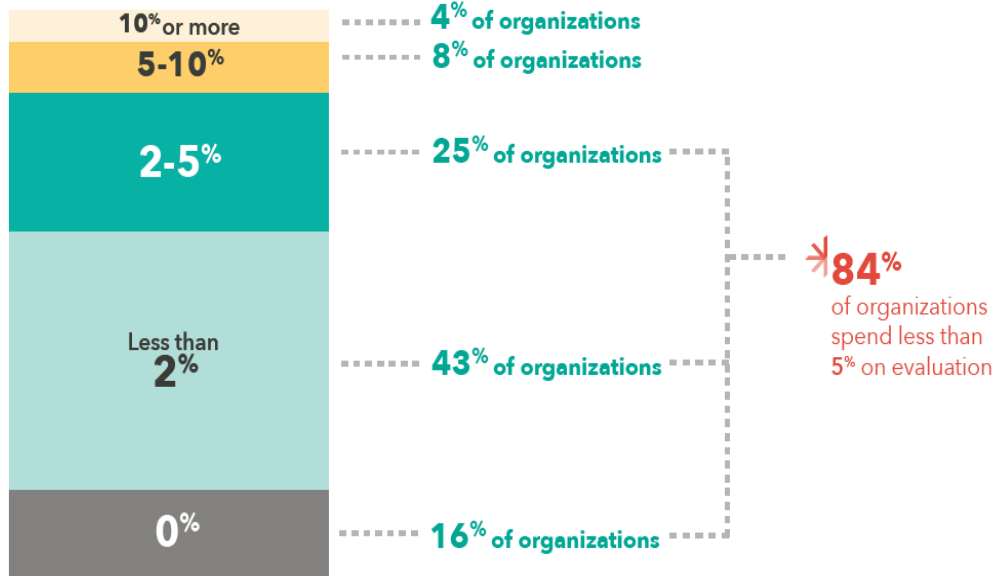 10% or more
4% of organizations
5-10%
8% of organizations
2-5%
25% of organizations
Less than
2%
43% of organizations
0%
16% of organizations
84%
of organizations
spend less than
5% on evaluation